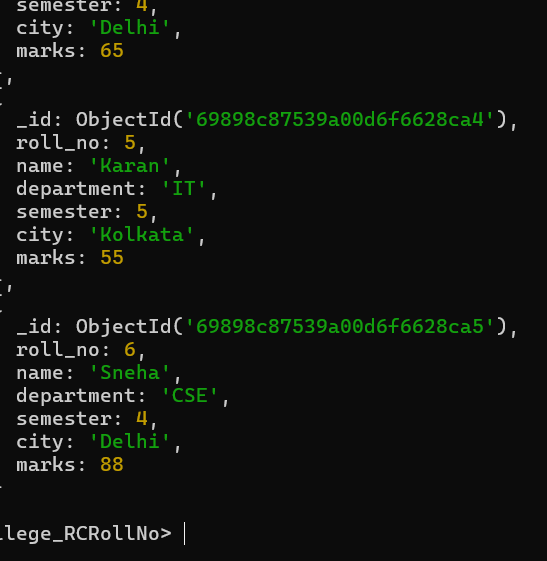 semester: 4,
city: 'Delhi',
marks: 65
},
{
_id: ObjectId('69898c87539a00d6f6628ca4'),
roll_no: 5,
name: 'Karan',
department: 'IT',
semester: 5,
city: 'Kolkata',
marks: 55
},
{
_id: ObjectId('69898c87539a00d6f6628ca5'),
roll_no: 6,
name: 'Sneha',
department: 'CSE',
semester: 4,
city: 'Delhi',
marks: 88
llege_RCRollNo>